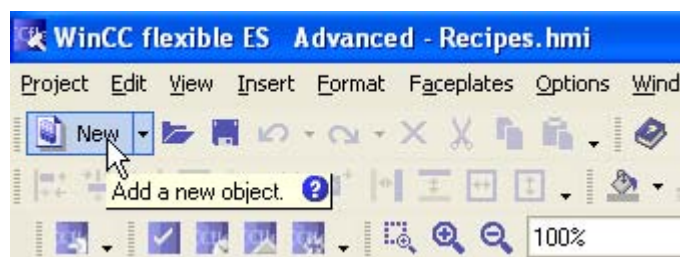 WinCC flexible ES Advanced - Recipes.hmi
Project Edit View Insert Format Faceplates Options Wind
New
Add a new object.
100%